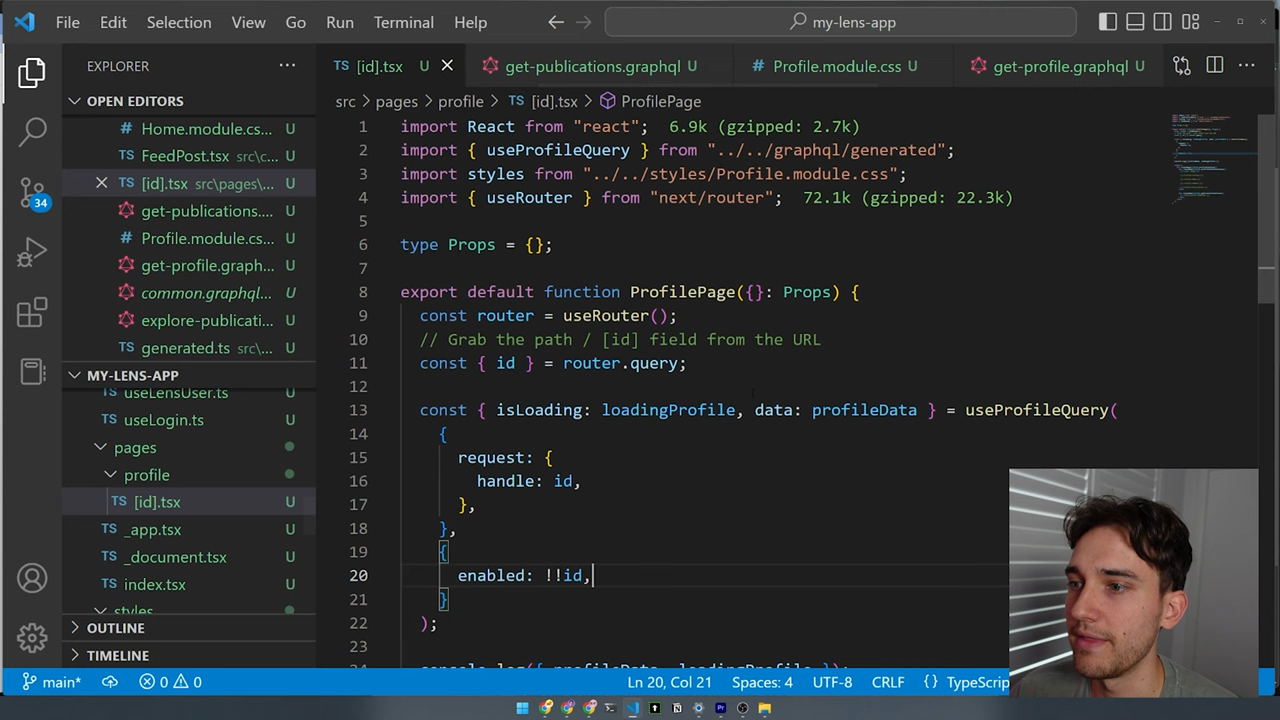 File Edit Selection View Go Run Terminal Help
my-lens-app
EXPLORER
TS [id].tsx U
get-publications.graphql U
# Profile.module.css U
get-profile.graphql U
OPEN EDITORS
src > pages > profile > TS [id].tsx > ProfilePage
# Home.module.cs... U
TS FeedPost.tsx src\c... U
TS [id].tsx src\pages\... U
get-publications.... U
# Profile.module.cs... U
get-profile.graph... U
common.graphql... U
explore-publicati... U
TS generated.ts src\... U
34
MY-LENS-APP
TS useLensUser.ts U
TS useLogin.ts U
pages
profile
TS [id].tsx U
TS _app.tsx U
TS _document.tsx U
TS index.tsx U
styles
OUTLINE
TIMELINE
1 import React from "react"; 6.9k (gzipped: 2.7k)
2 import { useProfileQuery } from "../../graphql/generated";
3 import styles from "../../styles/Profile.module.css";
4 import { useRouter } from "next/router"; 72.1k (gzipped: 22.3k)
5
6 type Props = {};
7
8 export default function ProfilePage({}: Props) {
9 const router = useRouter();
10 // Grab the path / [id] field from the URL
11 const { id } = router.query;
12
13 const { isLoading: loadingProfile, data: profileData } = useProfileQuery(
14 {
15 request: {
16 handle: id,
17 },
18 },
19 {
20 enabled: !!id,
21 }
22 );
23
24 console.log({ profileData, loadingProfile });
main* 0 0 Ln 20, Col 21 Spaces: 4 UTF-8 CRLF {} TypeScrip